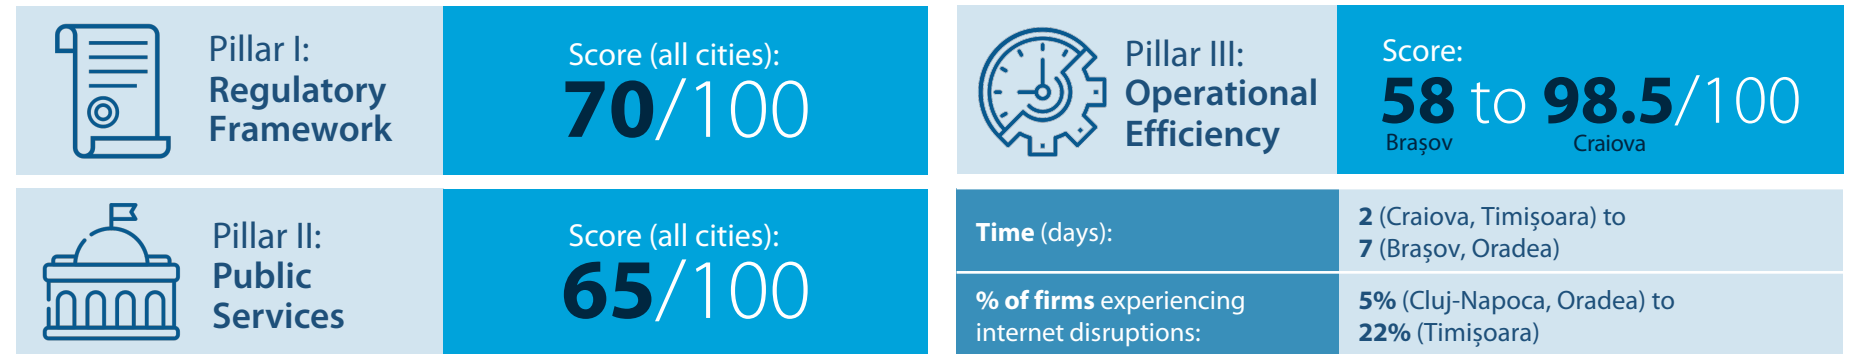 Pillar I:
Regulatory
Framework
Score (all cities):
70/100
Pillar II:
Public
Services
Score (all cities):
65/100
Pillar III:
Operational
Efficiency
Score:
58 to 98.5/100
Brașov Craiova
Time (days):
2 (Craiova, Timișoara) to
7 (Brașov, Oradea)
% of firms experiencing
internet disruptions:
5% (Cluj-Napoca, Oradea) to
22% (Timișoara)